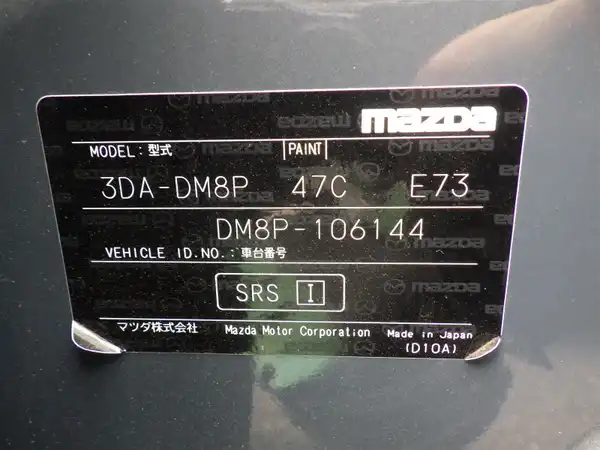 mazda
MODEL: 型式 PAINT
3DA-DM8P 47C E73
DM8P-106144
VEHICLE ID.NO.: 車台番号
SRS I
マツダ株式会社 Mazda Motor Corporation Made in Japan
(D10A)